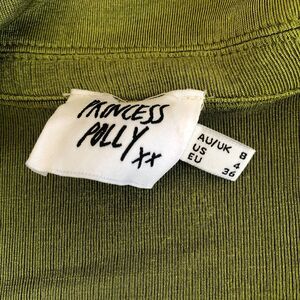 PRINCESS
POLLY
xx
AU/UK 8
US 4
EU 36